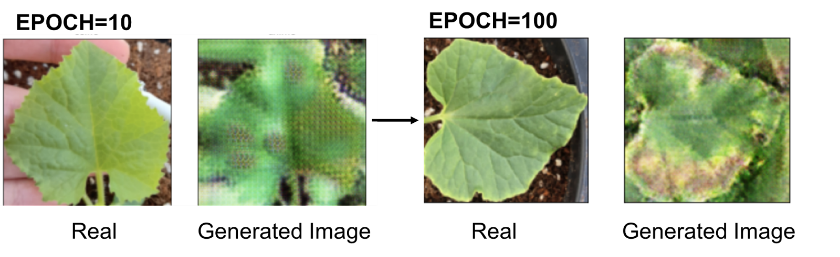 EPOCH=10
EPOCH=100
Real
Generated Image
Real
Generated Image